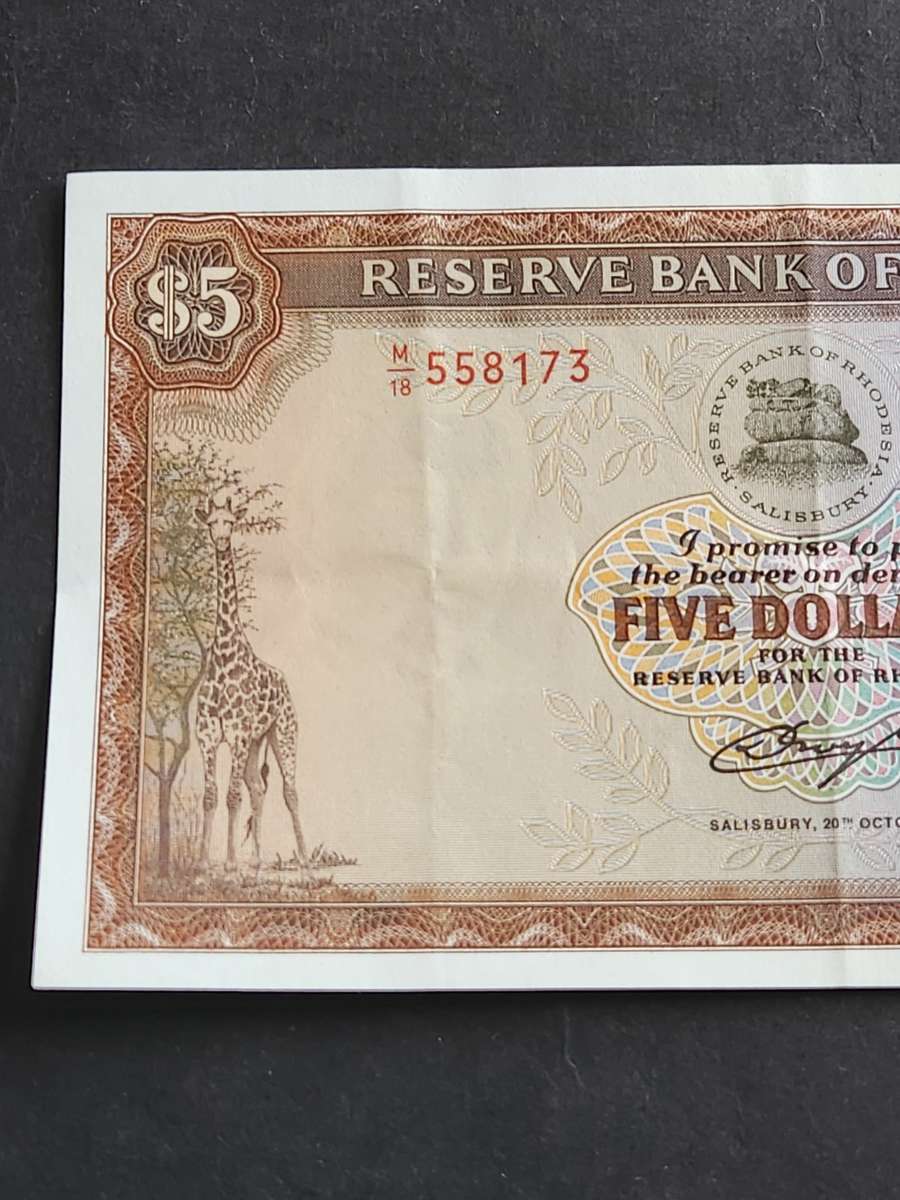 $5
RESERVE BANK OF
M/18 558173
RESERVE BANK OF RHODESIA
· SALISBURY ·
I promise to p
the bearer on de
FIVE DOLLA
FOR THE
RESERVE BANK OF RH
SALISBURY, 20TH OCTO